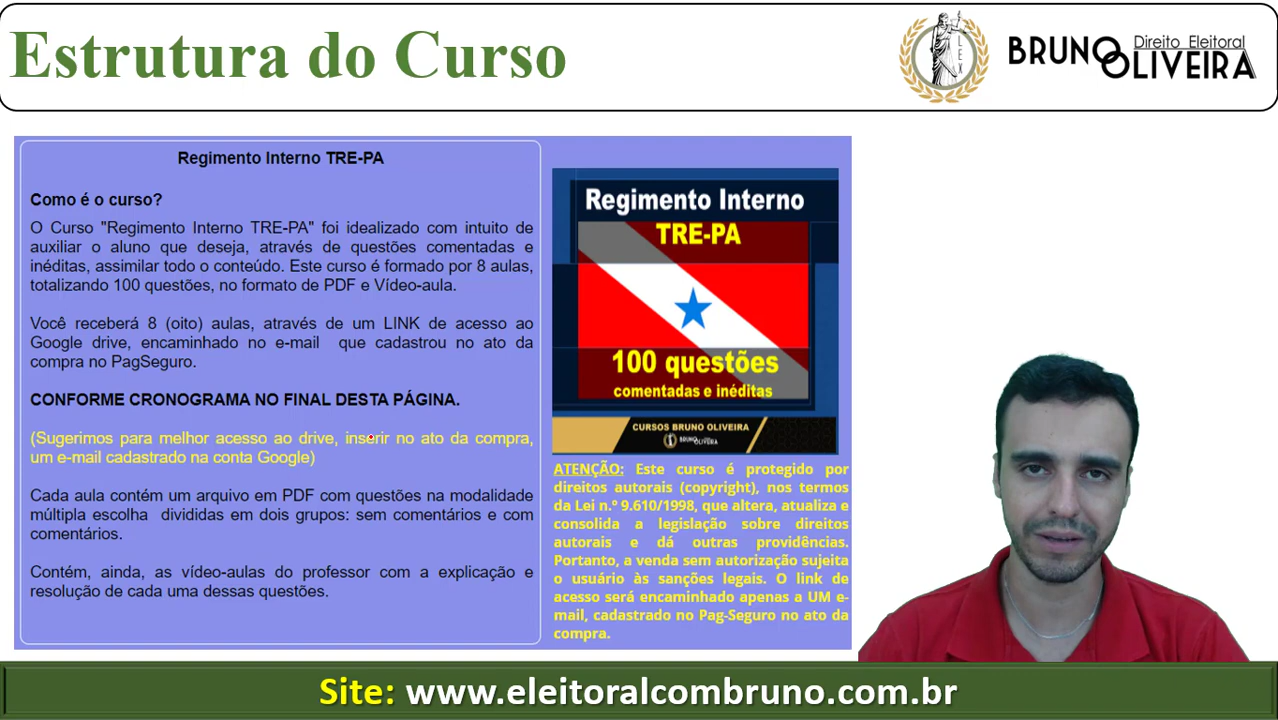 Estrutura do Curso
LEX
BRUNO
Direito Eleitoral
OLIVEIRA
Regimento Interno TRE-PA
Como é o curso?
O Curso "Regimento Interno TRE-PA" foi idealizado com intuito de
auxiliar o aluno que deseja, através de questões comentadas e
inéditas, assimilar todo o conteúdo. Este curso é formado por 8 aulas,
totalizando 100 questões, no formato de PDF e Vídeo-aula.
Você receberá 8 (oito) aulas, através de um LINK de acesso ao
Google drive, encaminhado no e-mail que cadastrou no ato da
compra no PagSeguro.
CONFORME CRONOGRAMA NO FINAL DESTA PÁGINA.
(Sugerimos para melhor acesso ao drive, inserir no ato da compra,
um e-mail cadastrado na conta Google)
Cada aula contém um arquivo em PDF com questões na modalidade
múltipla escolha divididas em dois grupos: sem comentários e com
comentários.
Contém, ainda, as vídeo-aulas do professor com a explicação e
resolução de cada uma dessas questões.
Regimento Interno
TRE-PA
100 questões
comentadas e inéditas
CURSOS BRUNO OLIVEIRA
BRUNO OLIVEIRA
ATENÇÃO: Este curso é protegido por
direitos autorais (copyright), nos termos
da Lei n.º 9.610/1998, que altera, atualiza e
consolida a legislação sobre direitos
autorais e dá outras providências.
Portanto, a venda sem autorização sujeita
o usuário às sanções legais. O link de
acesso será encaminhado apenas a UM e-
mail, cadastrado no Pag-Seguro no ato da
compra.
Site: www.eleitoralcombruno.com.br